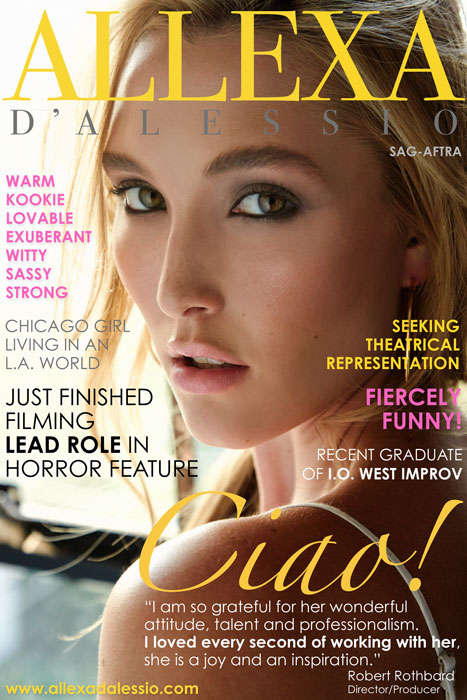 ALLEXA
D'ALESSIO
SAG-AFTRA
WARM
KOOKIE
LOVABLE
EXUBERANT
WITTY
SASSY
STRONG
CHICAGO GIRL
LIVING IN AN
L.A. WORLD
JUST FINISHED
FILMING
LEAD ROLE IN
HORROR FEATURE
SEEKING
THEATRICAL
REPRESENTATION
FIERCELY
FUNNY!
RECENT GRADUATE
OF I.O. WEST IMPROV
Ciao!
“I am so grateful for her wonderful
attitude, talent and professionalism.
I loved every second of working with her,
she is a joy and an inspiration.”
Robert Rothbard
Director/Producer
www.allexadalessio.com